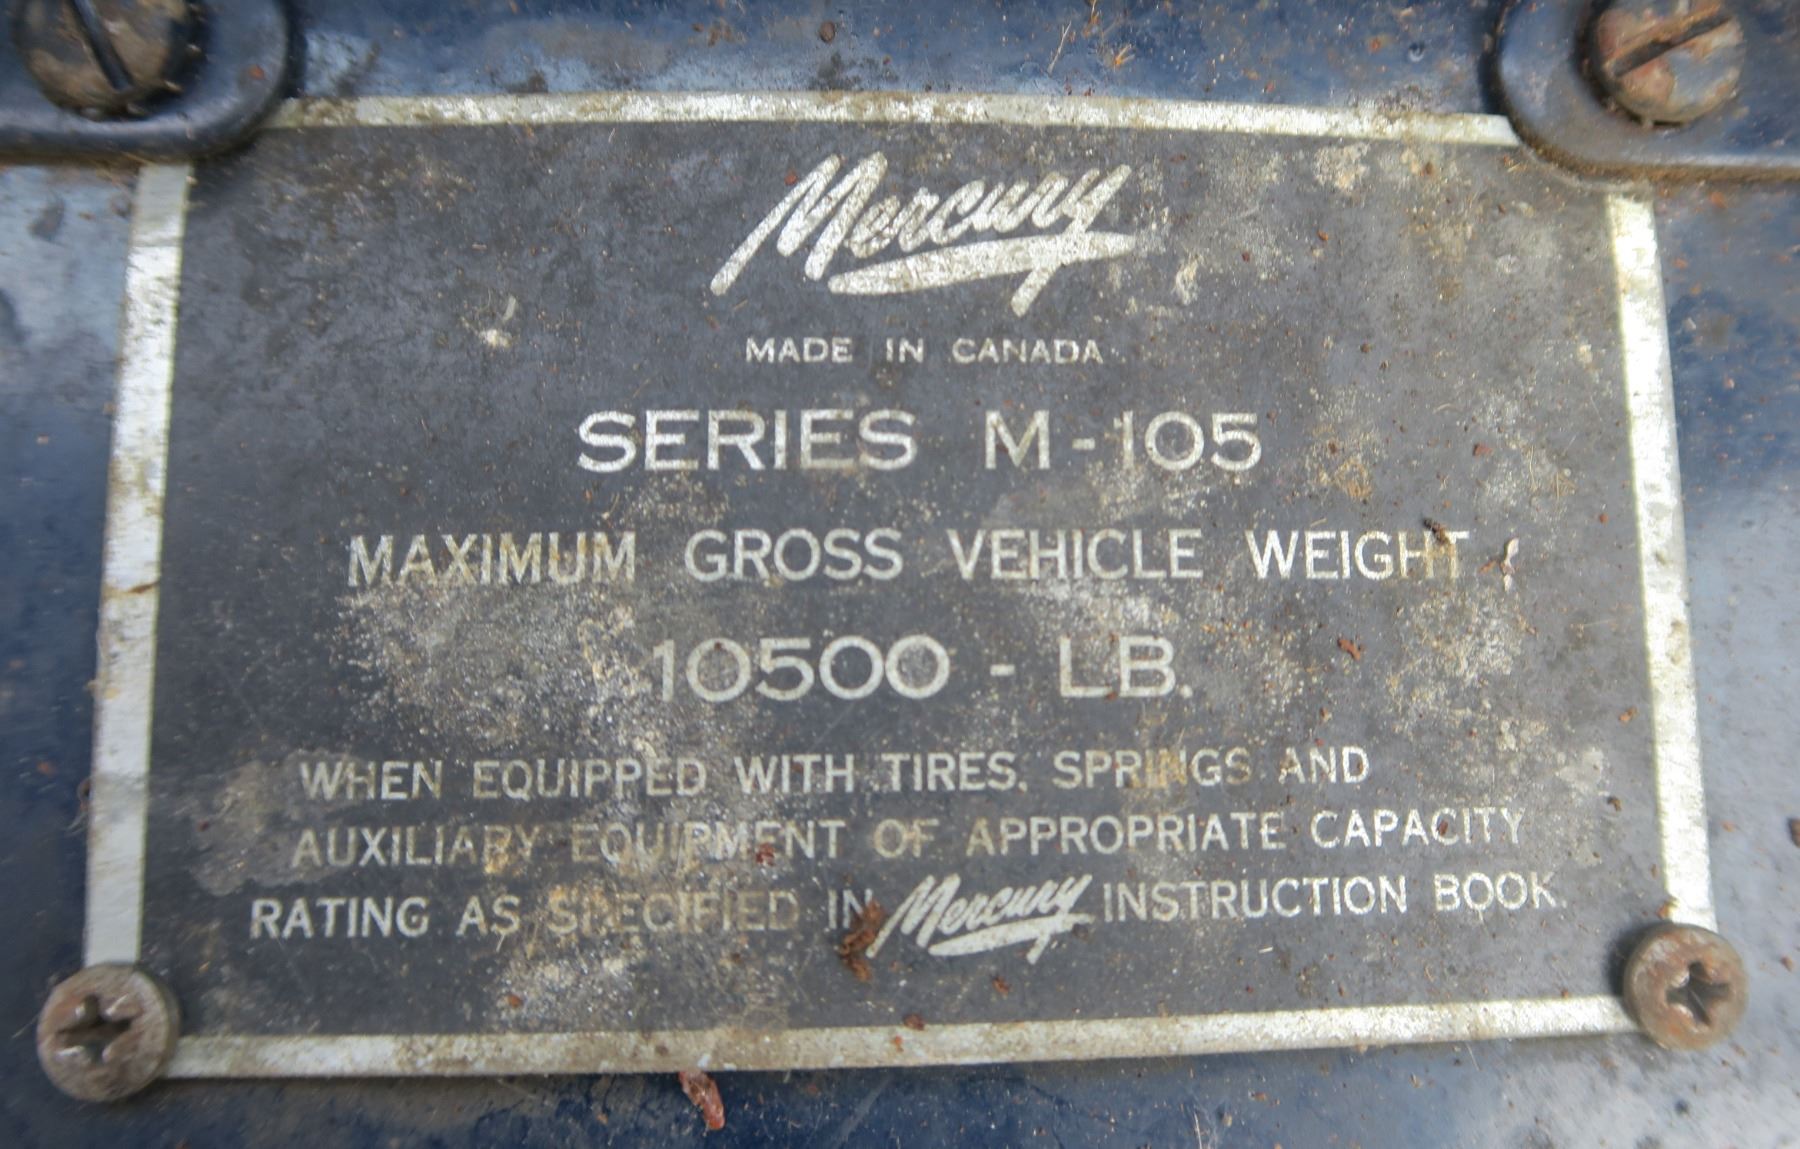 Mercury
MADE IN CANADA
SERIES M-105
MAXIMUM GROSS VEHICLE WEIGHT
10500 - LB.
WHEN EQUIPPED WITH TIRES, SPRINGS AND
AUXILIARY EQUIPMENT OF APPROPRIATE CAPACITY
RATING AS SPECIFIED IN Mercury INSTRUCTION BOOK.